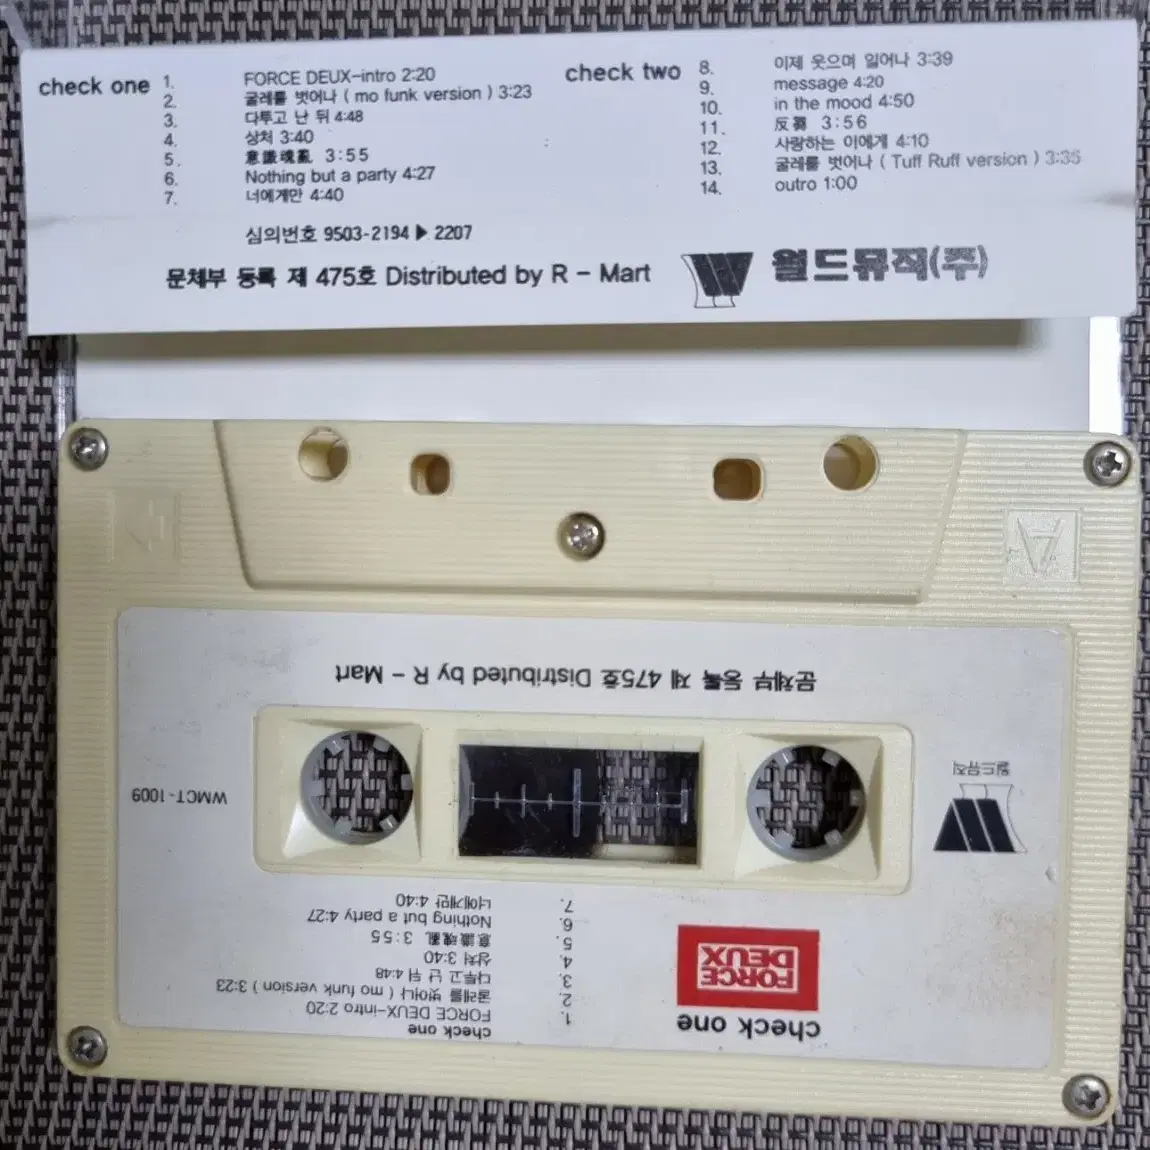 check one
1. FORCE DEUX-intro 2:20
2. 굴레를 벗어나 ( mo funk version ) 3:23
3. 다투고 난 뒤 4:48
4. 상처 3:40
5. 意識魂亂 3:55
6. Nothing but a party 4:27
7. 너에게만 4:40
check two
8. 이제 웃으며 일어나 3:39
9. message 4:20
10. in the mood 4:50
11. 反芻 3:56
12. 사랑하는 이에게 4:10
13. 굴레를 벗어나 ( Tuff Ruff version ) 3:35
14. outro 1:00
심의번호 9503-2194 ▶ 2207
문체부 등록 제 475호 Distributed by R - Mart
월드뮤직(주)
A
check one
FORCE DEUX
check one
1. FORCE DEUX-intro 2:20
2. 굴레를 벗어나 ( mo funk version ) 3:23
3. 다투고 난 뒤 4:48
4. 상처 3:40
5. 意識魂亂 3:55
6. Nothing but a party 4:27
7. 너에게만 4:40
월드뮤직
WMCT-1009
문체부 등록 제 475호 Distributed by R - Mart